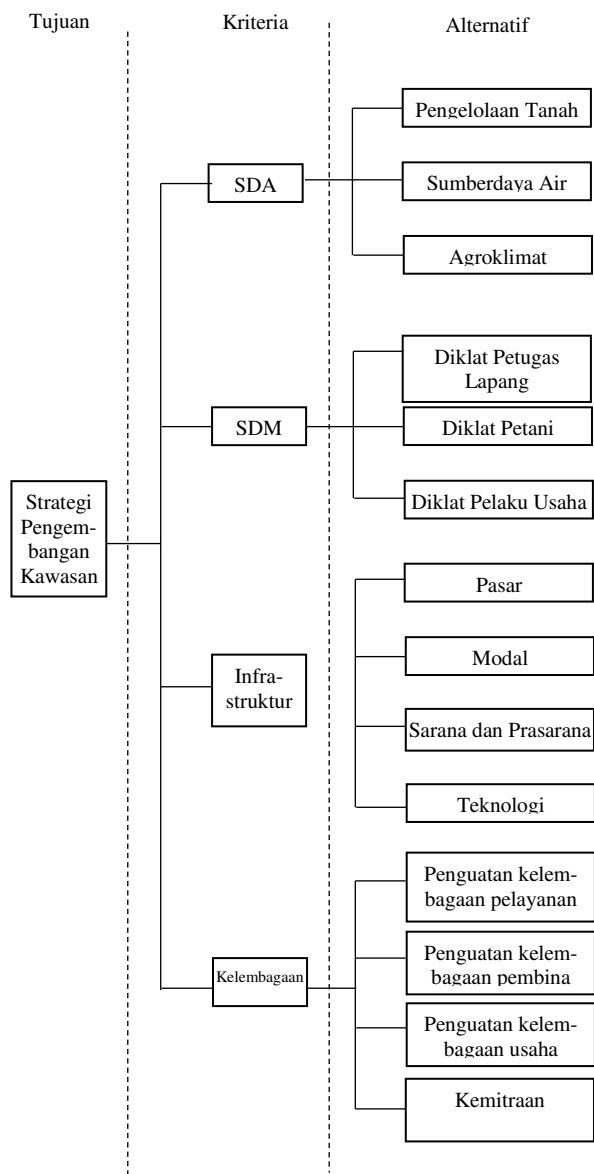 Tujuan
Kriteria
Alternatif
Strategi
Pengem-
bangan
Kawasan
SDA
Pengelolaan Tanah
Sumberdaya Air
Agroklimat
SDM
Diklat Petugas
Lapang
Diklat Petani
Diklat Pelaku Usaha
Infra-
struktur
Pasar
Modal
Sarana dan Prasarana
Teknologi
Kelembagaan
Penguatan kelem-
bagaan pelayanan
Penguatan kelem-
bagaan pembina
Penguatan kelem-
bagaan usaha
Kemitraan